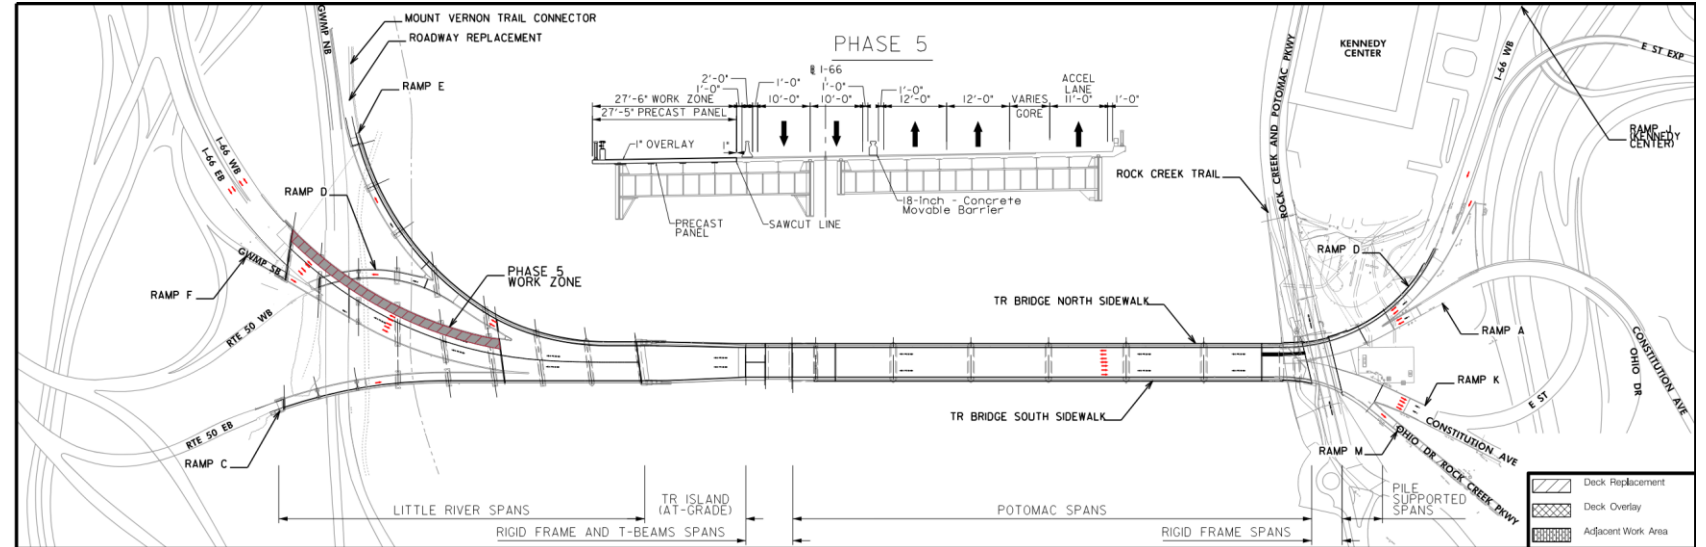 MOUNT VERNON TRAIL CONNECTOR
ROADWAY REPLACEMENT
GWMP NB
RAMP E
I-66 WB
I-66 EB
RAMP D
GWMP SB
RAMP F
RTE 50 WB
PHASE 5
WORK ZONE
RTE 50 EB
RAMP C
PHASE 5
℄ I-66
2'-0"
1'-0"
1'-0"
1'-0"
1'-0"
ACCEL
LANE
27'-6" WORK ZONE
10'-0"
10'-0"
12'-0"
12'-0"
VARIES
11'-0"
1'-0"
27'-5" PRECAST PANEL
GORE
1" OVERLAY
1"
18-Inch - Concrete
Movable Barrier
PRECAST
PANEL
SAWCUT LINE
KENNEDY
CENTER
I-66 WB
E ST EXP
RAMP J
(KENNEDY
CENTER)
ROCK CREEK AND POTOMAC PKWY
ROCK CREEK TRAIL
RAMP D
TR BRIDGE NORTH SIDEWALK
RAMP A
CONSTITUTION AVE
OHIO DR
RAMP K
E ST
TR BRIDGE SOUTH SIDEWALK
CONSTITUTION AVE
RAMP M
OHIO DR/ROCK CREEK PKWY
LITTLE RIVER SPANS
TR ISLAND
(AT-GRADE)
POTOMAC SPANS
PILE
SUPPORTED
SPANS
RIGID FRAME AND T-BEAMS SPANS
RIGID FRAME SPANS
Deck Replacement
Deck Overlay
Adjacent Work Area